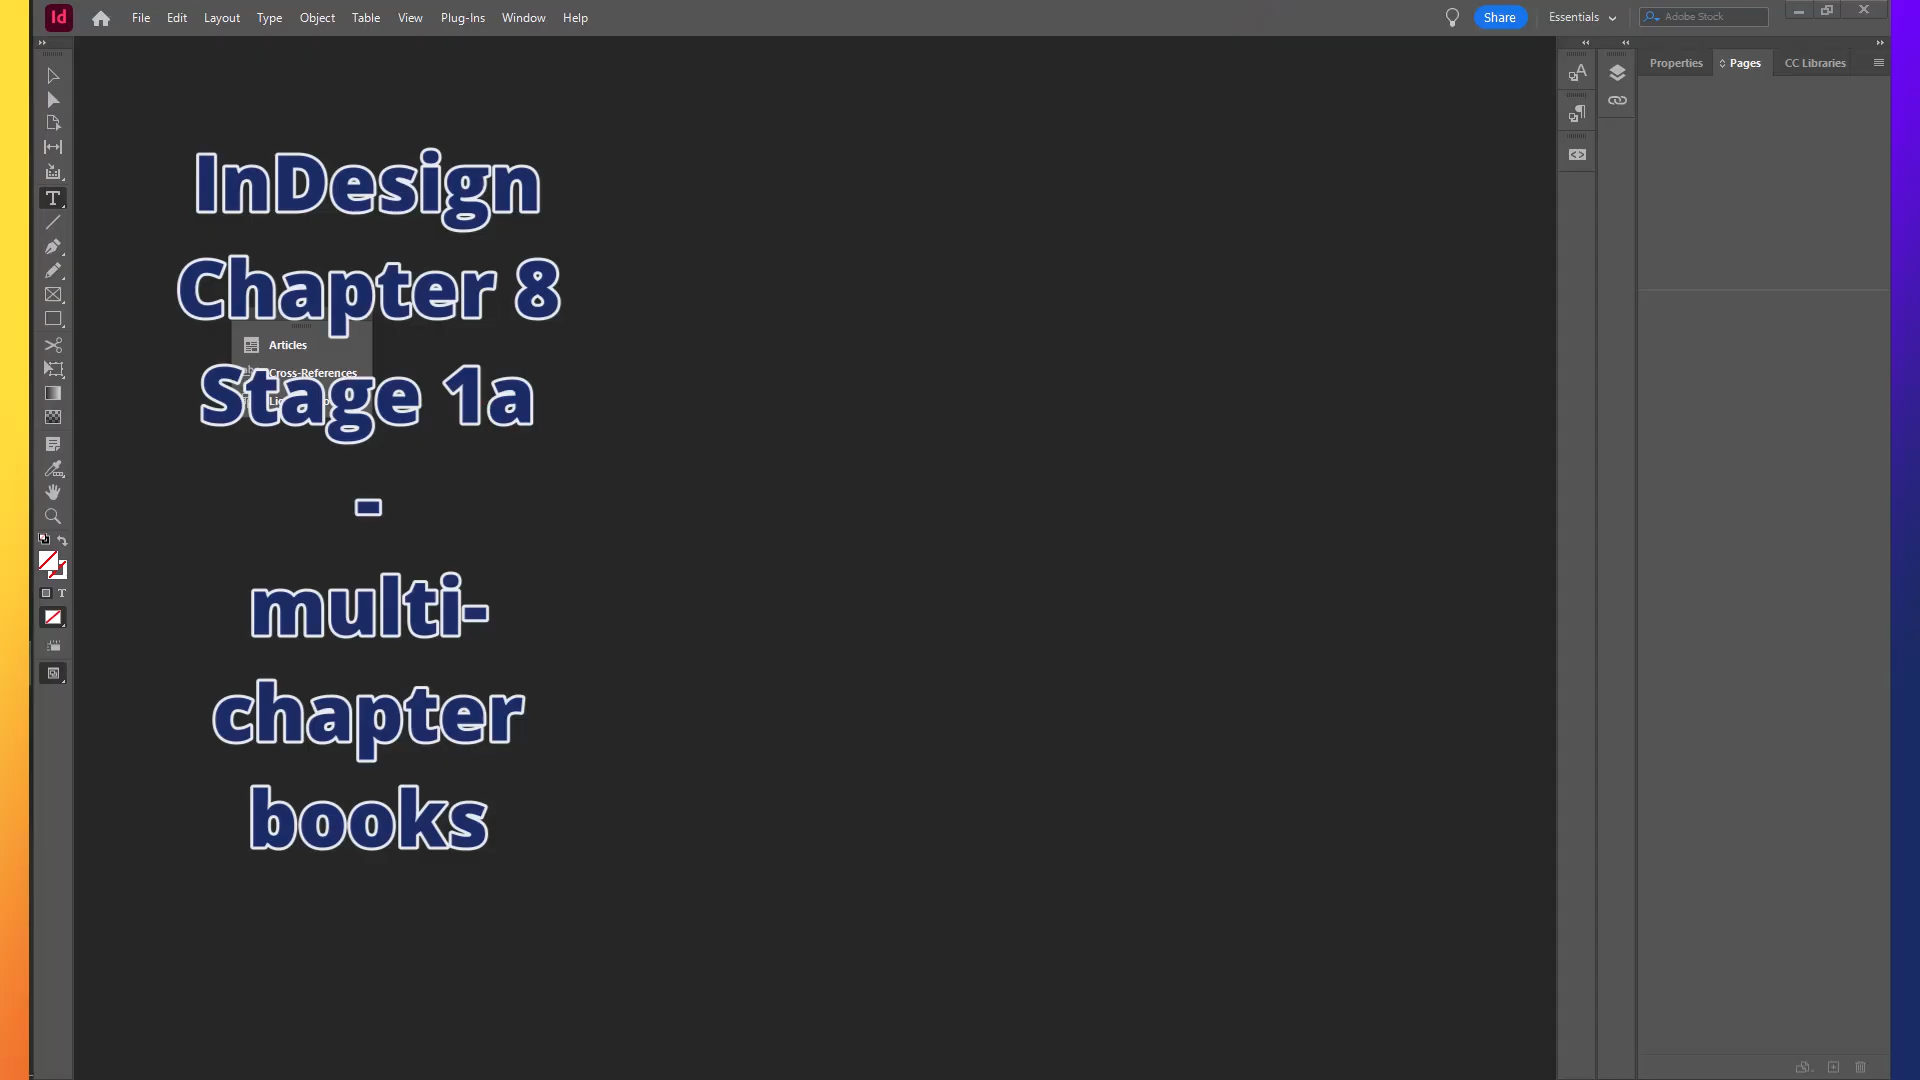 Id File Edit Layout Type Object Table View Plug-Ins Window Help Share Essentials Adobe Stock
Properties Pages CC Libraries
InDesign
Chapter 8
Articles
Cross-References
Stage 1a
-
multi-
chapter
books